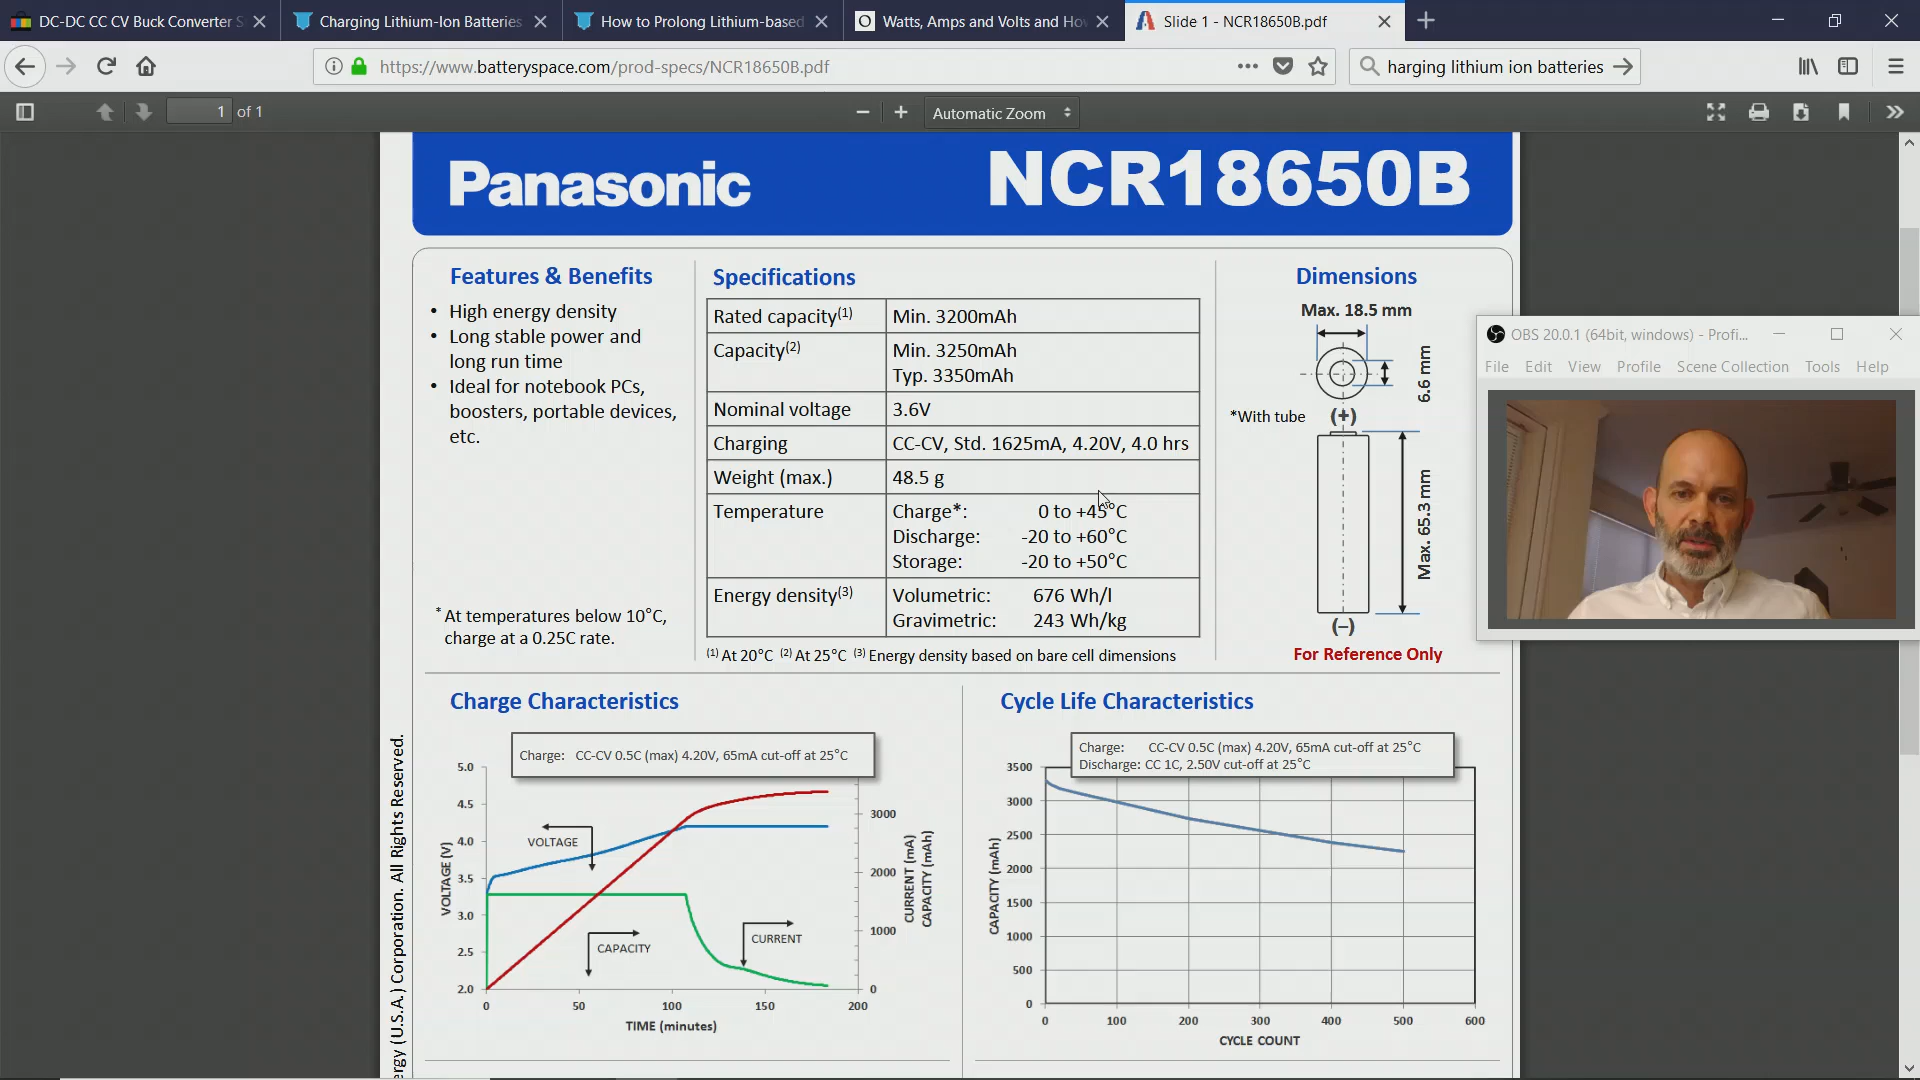 DC-DC CC CV Buck Converter S
Charging Lithium-Ion Batteries
How to Prolong Lithium-based
Watts, Amps and Volts and Ho
Slide 1 - NCR18650B.pdf
https://www.batteryspace.com/prod-specs/NCR18650B.pdf
harging lithium ion batteries
1 of 1
Automatic Zoom
Panasonic
NCR18650B
Features & Benefits
• High energy density
• Long stable power and
long run time
• Ideal for notebook PCs,
boosters, portable devices,
etc.
* At temperatures below 10°C,
charge at a 0.25C rate.
Specifications
Rated capacity(1) Min. 3200mAh
Capacity(2) Min. 3250mAh
Typ. 3350mAh
Nominal voltage 3.6V
Charging CC-CV, Std. 1625mA, 4.20V, 4.0 hrs
Weight (max.) 48.5 g
Temperature Charge*: 0 to +45°C
Discharge: -20 to +60°C
Storage: -20 to +50°C
Energy density(3) Volumetric: 676 Wh/l
Gravimetric: 243 Wh/kg
(1) At 20°C (2) At 25°C (3) Energy density based on bare cell dimensions
Dimensions
Max. 18.5 mm
6.6 mm
*With tube
(+)
Max. 65.3 mm
(–)
For Reference Only
OBS 20.0.1 (64bit, windows) - Profi...
File Edit View Profile Scene Collection Tools Help
Charge Characteristics
Charge: CC-CV 0.5C (max) 4.20V, 65mA cut-off at 25°C
5.0
4.5
4.0
3.5
3.0
2.5
2.0
VOLTAGE (V)
VOLTAGE
CAPACITY
CURRENT
3000
2000
1000
0
CURRENT (mA)
CAPACITY (mAh)
0 50 100 150 200
TIME (minutes)
Cycle Life Characteristics
Charge: CC-CV 0.5C (max) 4.20V, 65mA cut-off at 25°C
Discharge: CC 1C, 2.50V cut-off at 25°C
3500
3000
2500
2000
1500
1000
500
0
CAPACITY (mAh)
0 100 200 300 400 500 600
CYCLE COUNT
ergy (U.S.A.) Corporation. All Rights Reserved.